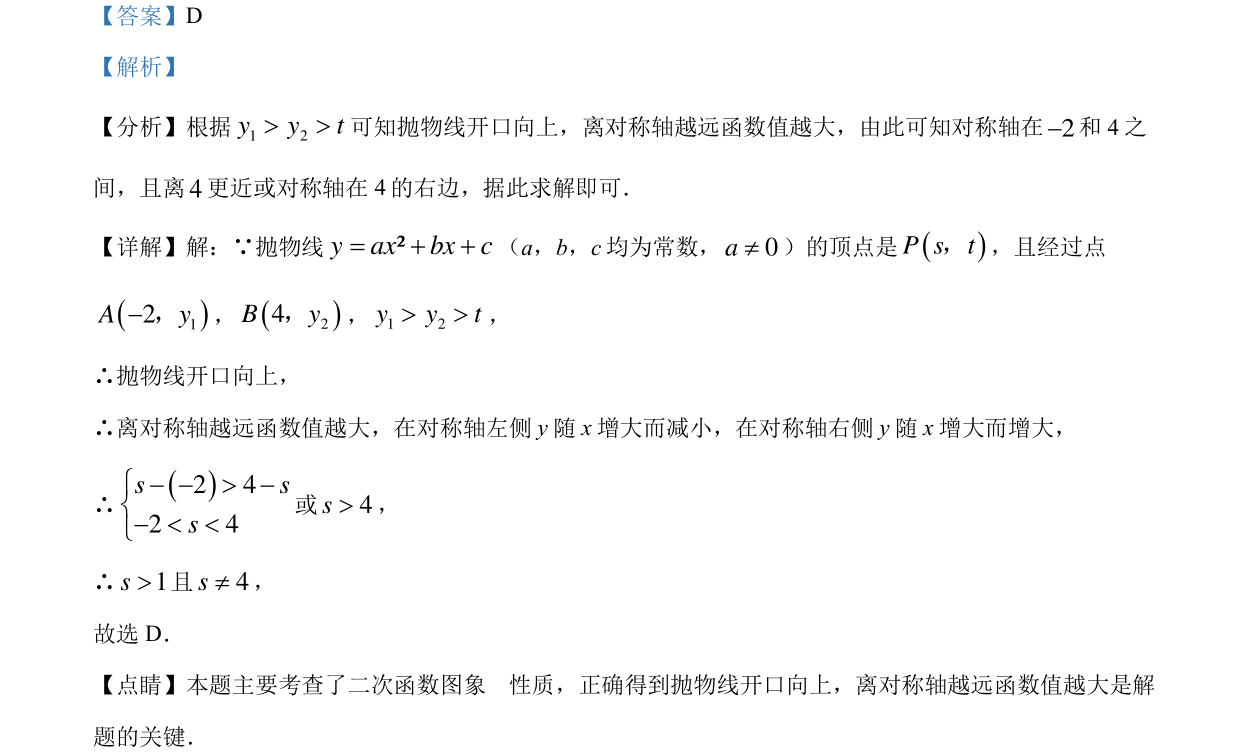 【答案】D
【解析】
【分析】根据 y₁ > y₂ > t 可知抛物线开口向上，离对称轴越远函数值越大，由此可知对称轴在 –2 和 4 之
间，且离 4 更近或对称轴在 4 的右边，据此求解即可．
【详解】解：∵抛物线 y = ax² + bx + c（a，b，c 均为常数，a ≠ 0）的顶点是 P(s，t)，且经过点
A(–2，y₁)，B(4，y₂)，y₁ > y₂ > t，
∴抛物线开口向上，
∴离对称轴越远函数值越大，在对称轴左侧 y 随 x 增大而减小，在对称轴右侧 y 随 x 增大而增大，
∴ { s – (–2) > 4 – s
–2 < s < 4 或 s > 4，
∴ s > 1 且 s ≠ 4，
故选 D．
【点睛】本题主要考查了二次函数图象 性质，正确得到抛物线开口向上，离对称轴越远函数值越大是解
题的关键．